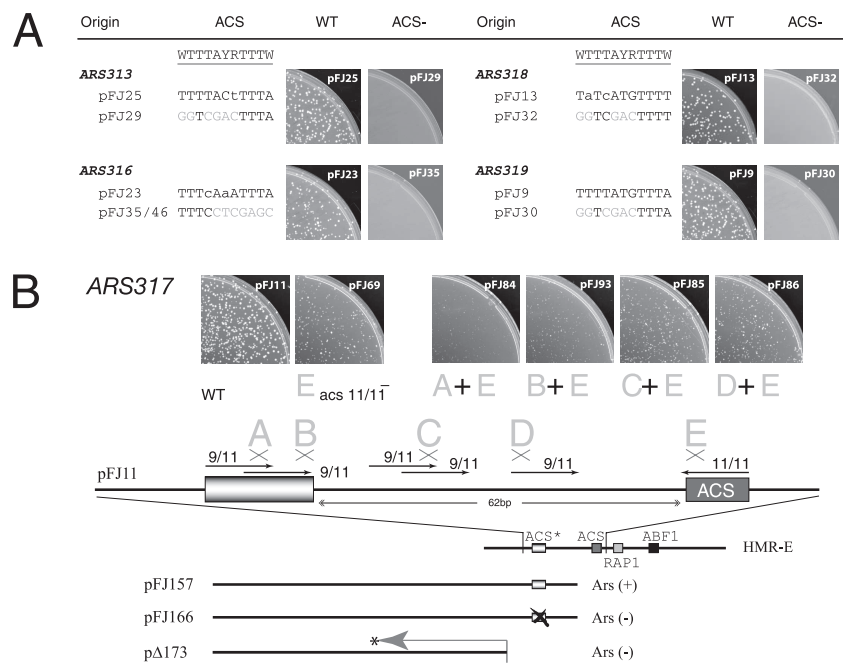 A
Origin ACS WT ACS- Origin ACS WT ACS-
WTTTAYRTTTW WTTTAYRTTTW
ARS313 ARS318
pFJ25 TTTTACtTTTA pFJ25 pFJ29 pFJ13 TaTcATGTTTT pFJ13 pFJ32
pFJ29 GGTCGACTTTA pFJ32 GGTCGACTTTT
ARS316 ARS319
pFJ23 TTTcAaATTTA pFJ23 pFJ35 pFJ9 TTTTATGTTTA pFJ9 pFJ30
pFJ35/46 TTTCCTCGAGC pFJ30 GGTCGACTTTA
B ARS317
pFJ11 pFJ69 pFJ84 pFJ93 pFJ85 pFJ86
WT E acs 11/11- A+E B+E C+E D+E
A B C D E
pFJ11 9/11 9/11 9/11 9/11 9/11 11/11
ACS
62bp
ACS* ACS ABF1
RAP1
HMR-E
pFJ157 Ars (+)
pFJ166 Ars (-)
pΔ173 * Ars (-)